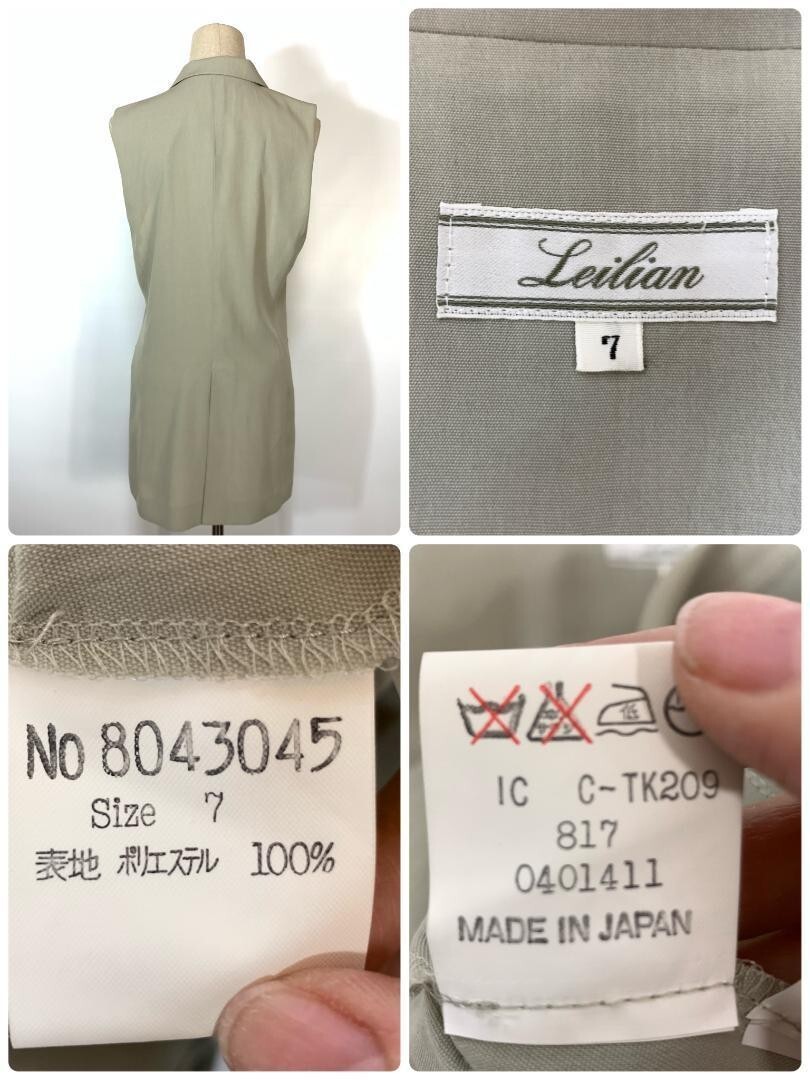 Leilian
7
No 8043045
Size 7
表地 ポリエステル 100%
低
IC C-TK209
817
0401411
MADE IN JAPAN